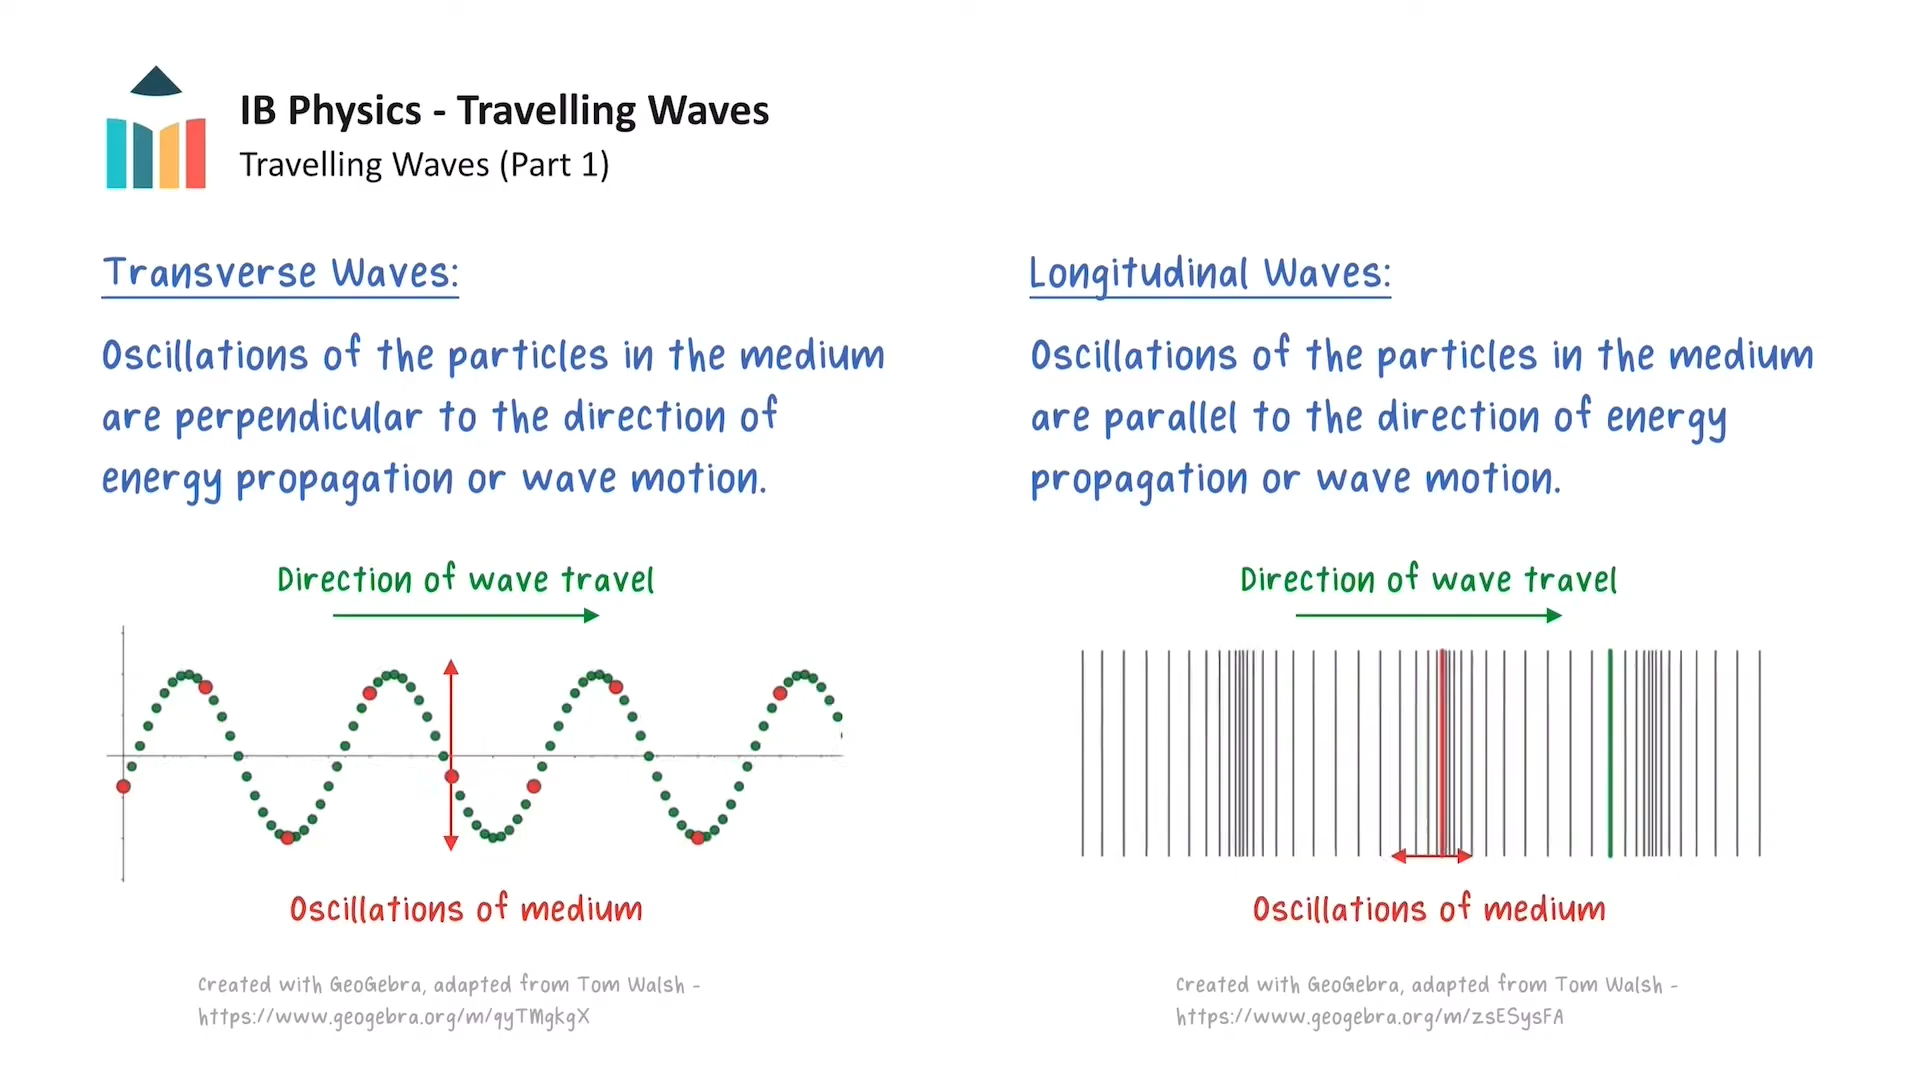 IB Physics - Travelling Waves
Travelling Waves (Part 1)
Transverse Waves:
Oscillations of the particles in the medium
are perpendicular to the direction of
energy propagation or wave motion.
Direction of wave travel
Oscillations of medium
Created with GeoGebra, adapted from Tom Walsh -
https://www.geogebra.org/m/qyTMgkgX
Longitudinal Waves:
Oscillations of the particles in the medium
are parallel to the direction of energy
propagation or wave motion.
Direction of wave travel
Oscillations of medium
Created with GeoGebra, adapted from Tom Walsh -
https://www.geogebra.org/m/zsESysFA